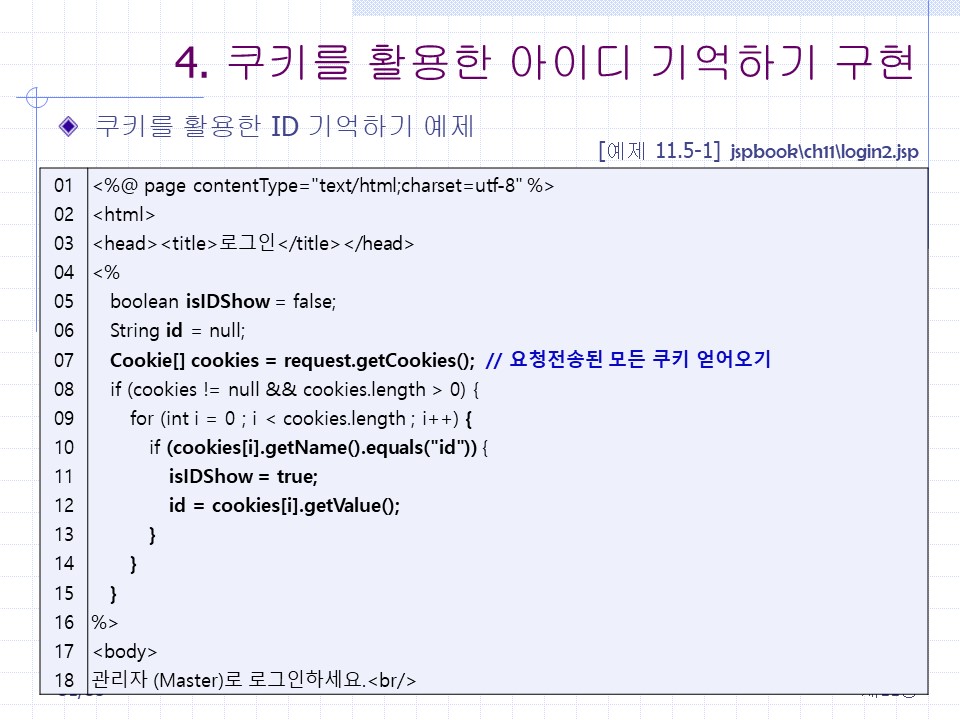 4. 쿠키를 활용한 아이디 기억하기 구현
쿠키를 활용한 ID 기억하기 예제
[예제 11.5-1] jspbook\ch11\login2.jsp
01 <%@ page contentType="text/html;charset=utf-8" %>
02 <html>
03 <head><title>로그인</title></head>
04 <%
05 boolean isIDShow = false;
06 String id = null;
07 Cookie[] cookies = request.getCookies(); // 요청전송된 모든 쿠키 얻어오기
08 if (cookies != null && cookies.length > 0) {
09 for (int i = 0 ; i < cookies.length ; i++) {
10 if (cookies[i].getName().equals("id")) {
11 isIDShow = true;
12 id = cookies[i].getValue();
13 }
14 }
15 }
16 %>
17 <body>
18 관리자 (Master)로 로그인하세요.<br/>